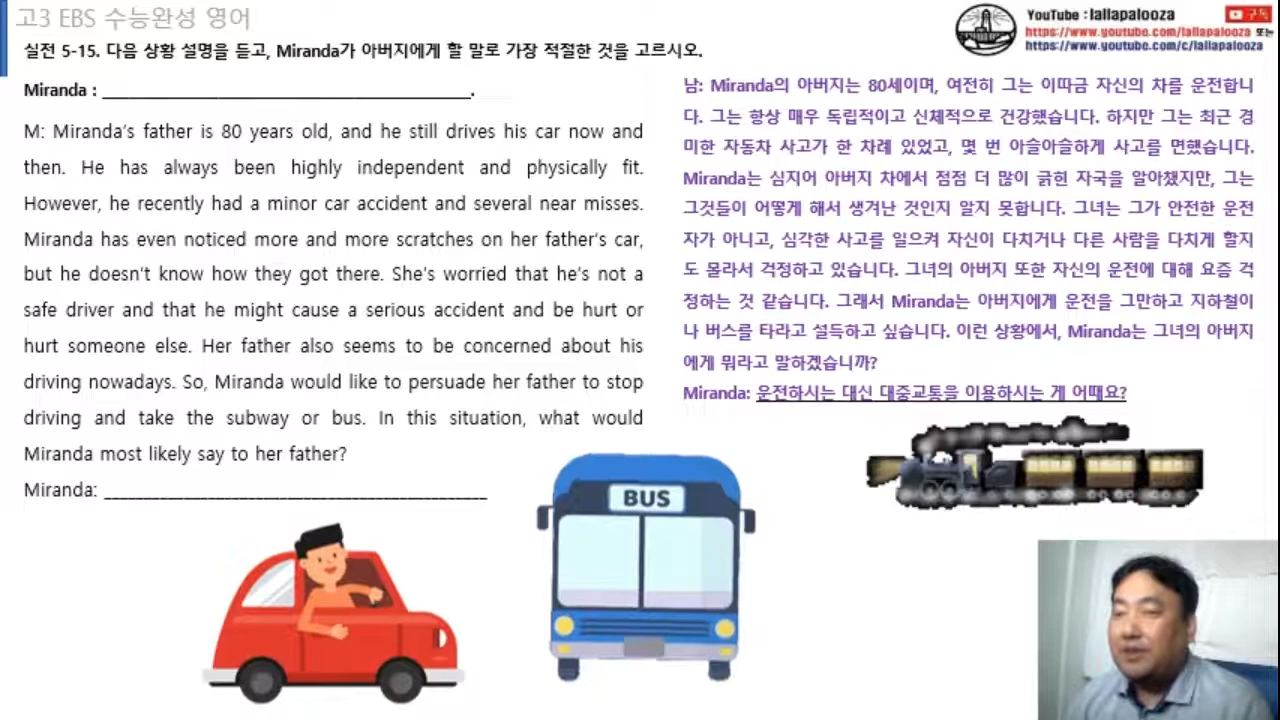 고3 EBS 수능완성 영어
YouTube : lallapalooza
구독
https://www.youtube.com/lallapalooza 또는
https://www.youtube.com/c/lallapalooza
실전 5-15. 다음 상황 설명을 듣고, Miranda가 아버지에게 할 말로 가장 적절한 것을 고르시오.
Miranda : ________________________________________.
M: Miranda's father is 80 years old, and he still drives his car now and
then. He has always been highly independent and physically fit.
However, he recently had a minor car accident and several near misses.
Miranda has even noticed more and more scratches on her father's car,
but he doesn't know how they got there. She's worried that he's not a
safe driver and that he might cause a serious accident and be hurt or
hurt someone else. Her father also seems to be concerned about his
driving nowadays. So, Miranda would like to persuade her father to stop
driving and take the subway or bus. In this situation, what would
Miranda most likely say to her father?
Miranda: ________________________________________
남: Miranda의 아버지는 80세이며, 여전히 그는 이따금 자신의 차를 운전합니
다. 그는 항상 매우 독립적이고 신체적으로 건강했습니다. 하지만 그는 최근 경
미한 자동차 사고가 한 차례 있었고, 몇 번 아슬아슬하게 사고를 면했습니다.
Miranda는 심지어 아버지 차에서 점점 더 많이 긁힌 자국을 알아챘지만, 그는
그것들이 어떻게 해서 생겨난 것인지 알지 못합니다. 그녀는 그가 안전한 운전
자가 아니고, 심각한 사고를 일으켜 자신이 다치거나 다른 사람을 다치게 할지
도 몰라서 걱정하고 있습니다. 그녀의 아버지 또한 자신의 운전에 대해 요즘 걱
정하는 것 같습니다. 그래서 Miranda는 아버지에게 운전을 그만하고 지하철이
나 버스를 타라고 설득하고 싶습니다. 이런 상황에서, Miranda는 그녀의 아버지
에게 뭐라고 말하겠습니까?
Miranda: 운전하시는 대신 대중교통을 이용하시는 게 어때요?
BUS